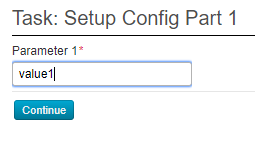 Task: Setup Config Part 1
Parameter 1*
value1
Continue